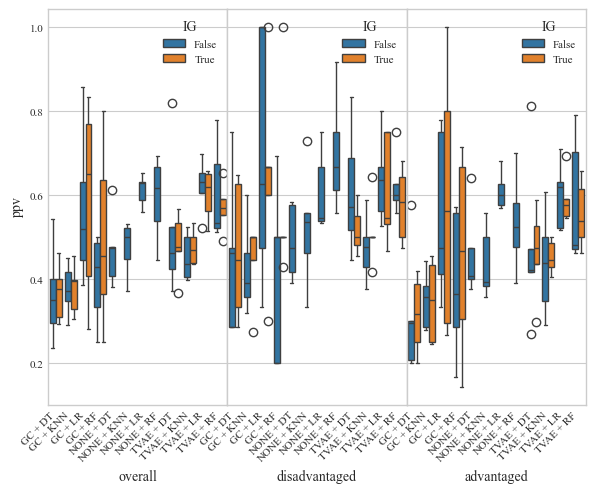 IG
False
True
IG
False
True
IG
False
True
1.0
0.8
0.6
0.4
0.2
ppv
GC + DT
GC + KNN
GC + LR
GC + RF
NONE + DT
NONE + KNN
NONE + LR
NONE + RF
TVAE + DT
TVAE + KNN
TVAE + LR
TVAE + RF
GC + DT
GC + KNN
GC + LR
GC + RF
NONE + DT
NONE + KNN
NONE + LR
NONE + RF
TVAE + DT
TVAE + KNN
TVAE + LR
TVAE + RF
GC + DT
GC + KNN
GC + LR
GC + RF
NONE + DT
NONE + KNN
NONE + LR
NONE + RF
TVAE + DT
TVAE + KNN
TVAE + LR
TVAE + RF
overall
disadvantaged
advantaged